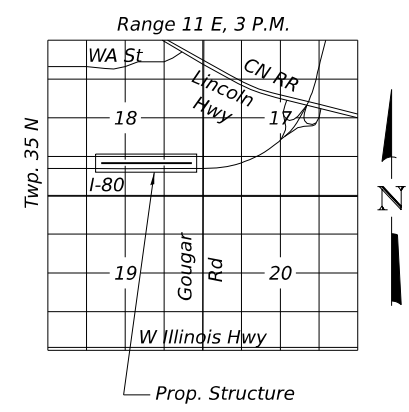 Range 11 E, 3 P.M.
WA St
CN RR
Lincoln
Hwy
18
17
Twp. 35 N
I-80
N
Gougar
Rd
19
20
W Illinois Hwy
Prop. Structure